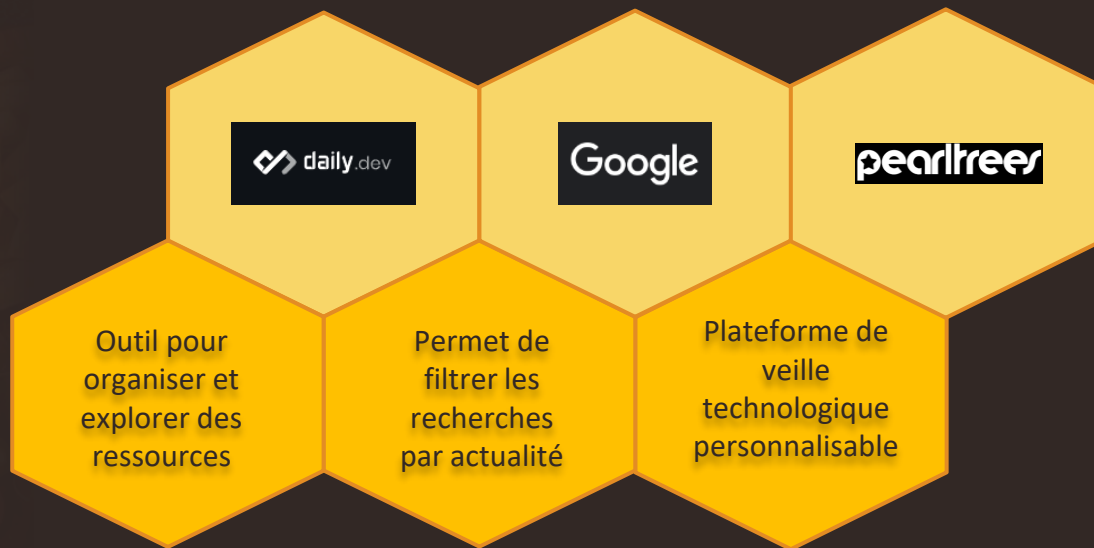 daily.dev
Google
pearltrees
Outil pour
organiser et
explorer des
ressources
Permet de
filtrer les
recherches
par actualité
Plateforme de
veille
technologique
personnalisable